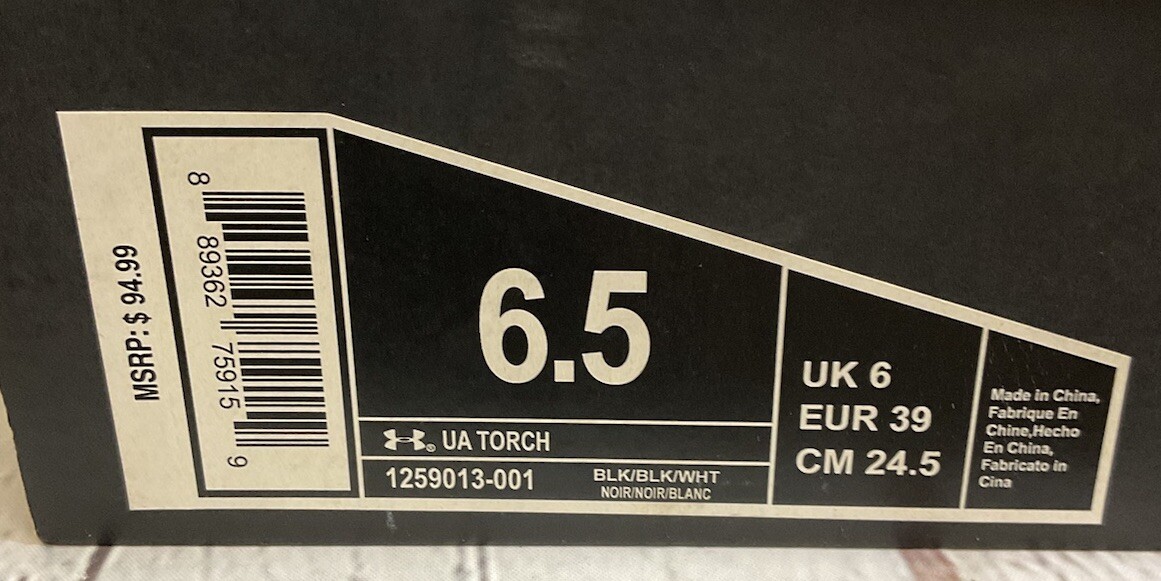 MSRP: $ 94.99
8 89362 75915 9
6.5
UA TORCH
1259013-001
BLK/BLK/WHT
NOIR/NOIR/BLANC
UK 6
EUR 39
CM 24.5
Made in China,
Fabrique En
Chine,Hecho
En China,
Fabricato in
Cina